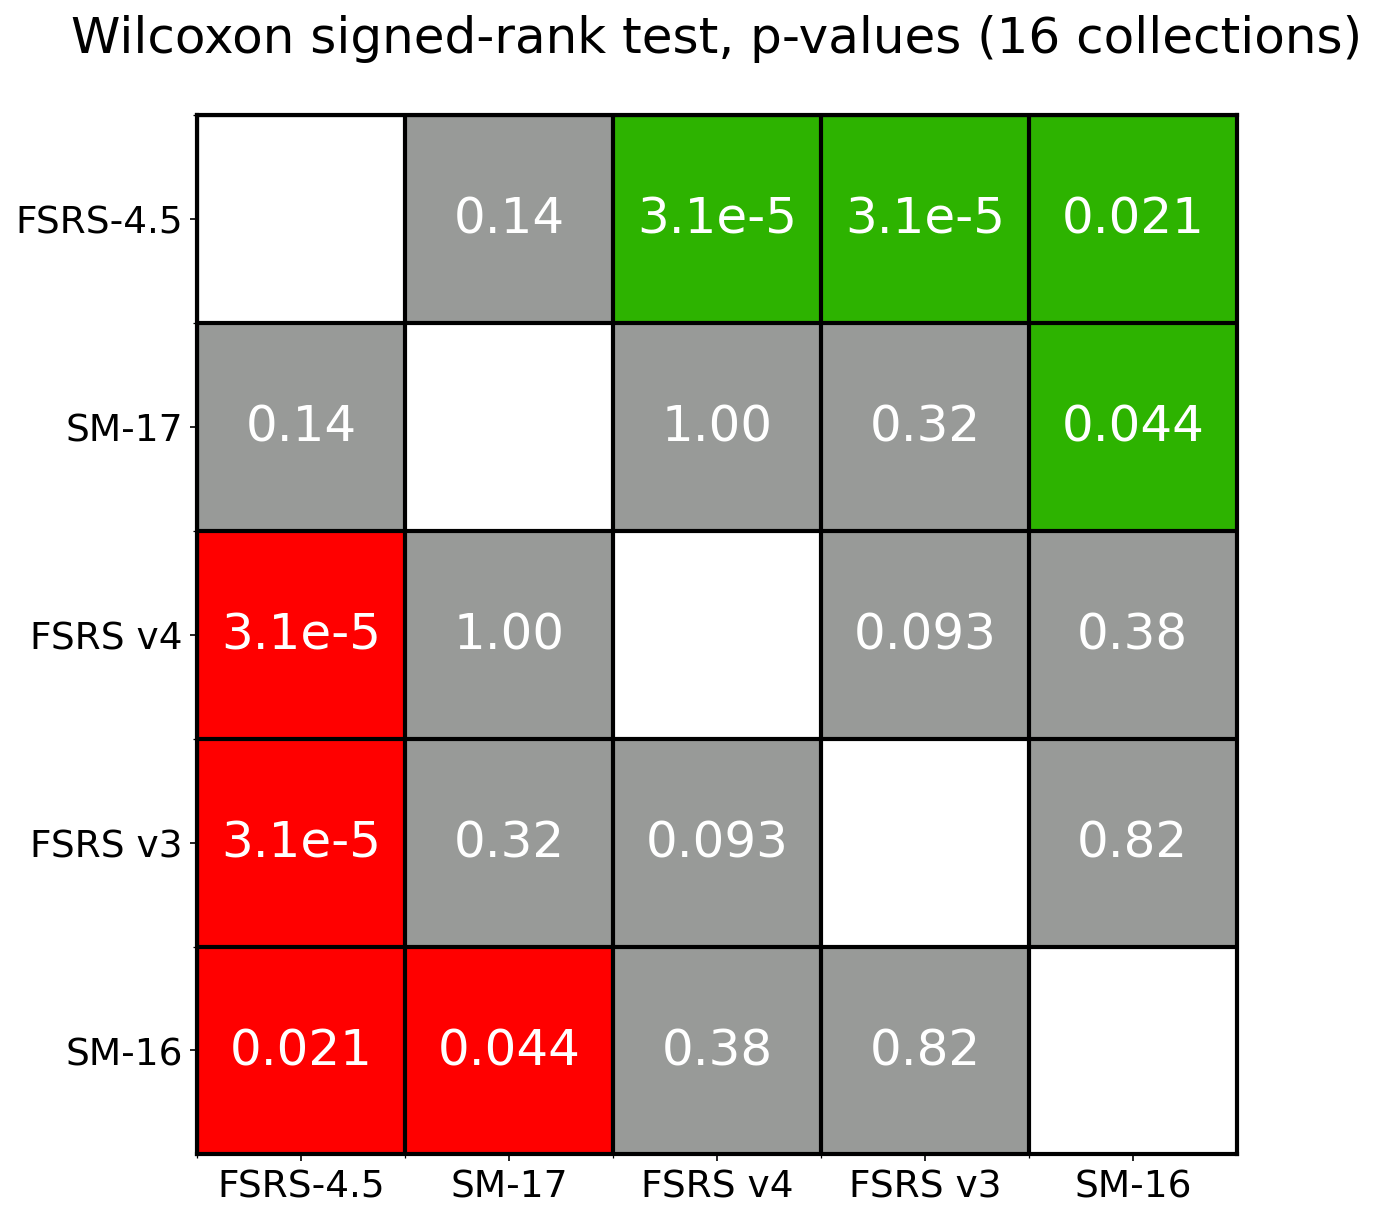 Wilcoxon signed-rank test, p-values (16 collections)
FSRS-4.5 0.14 3.1e-5 3.1e-5 0.021
SM-17 0.14 1.00 0.32 0.044
FSRS v4 3.1e-5 1.00 0.093 0.38
FSRS v3 3.1e-5 0.32 0.093 0.82
SM-16 0.021 0.044 0.38 0.82
FSRS-4.5 SM-17 FSRS v4 FSRS v3 SM-16